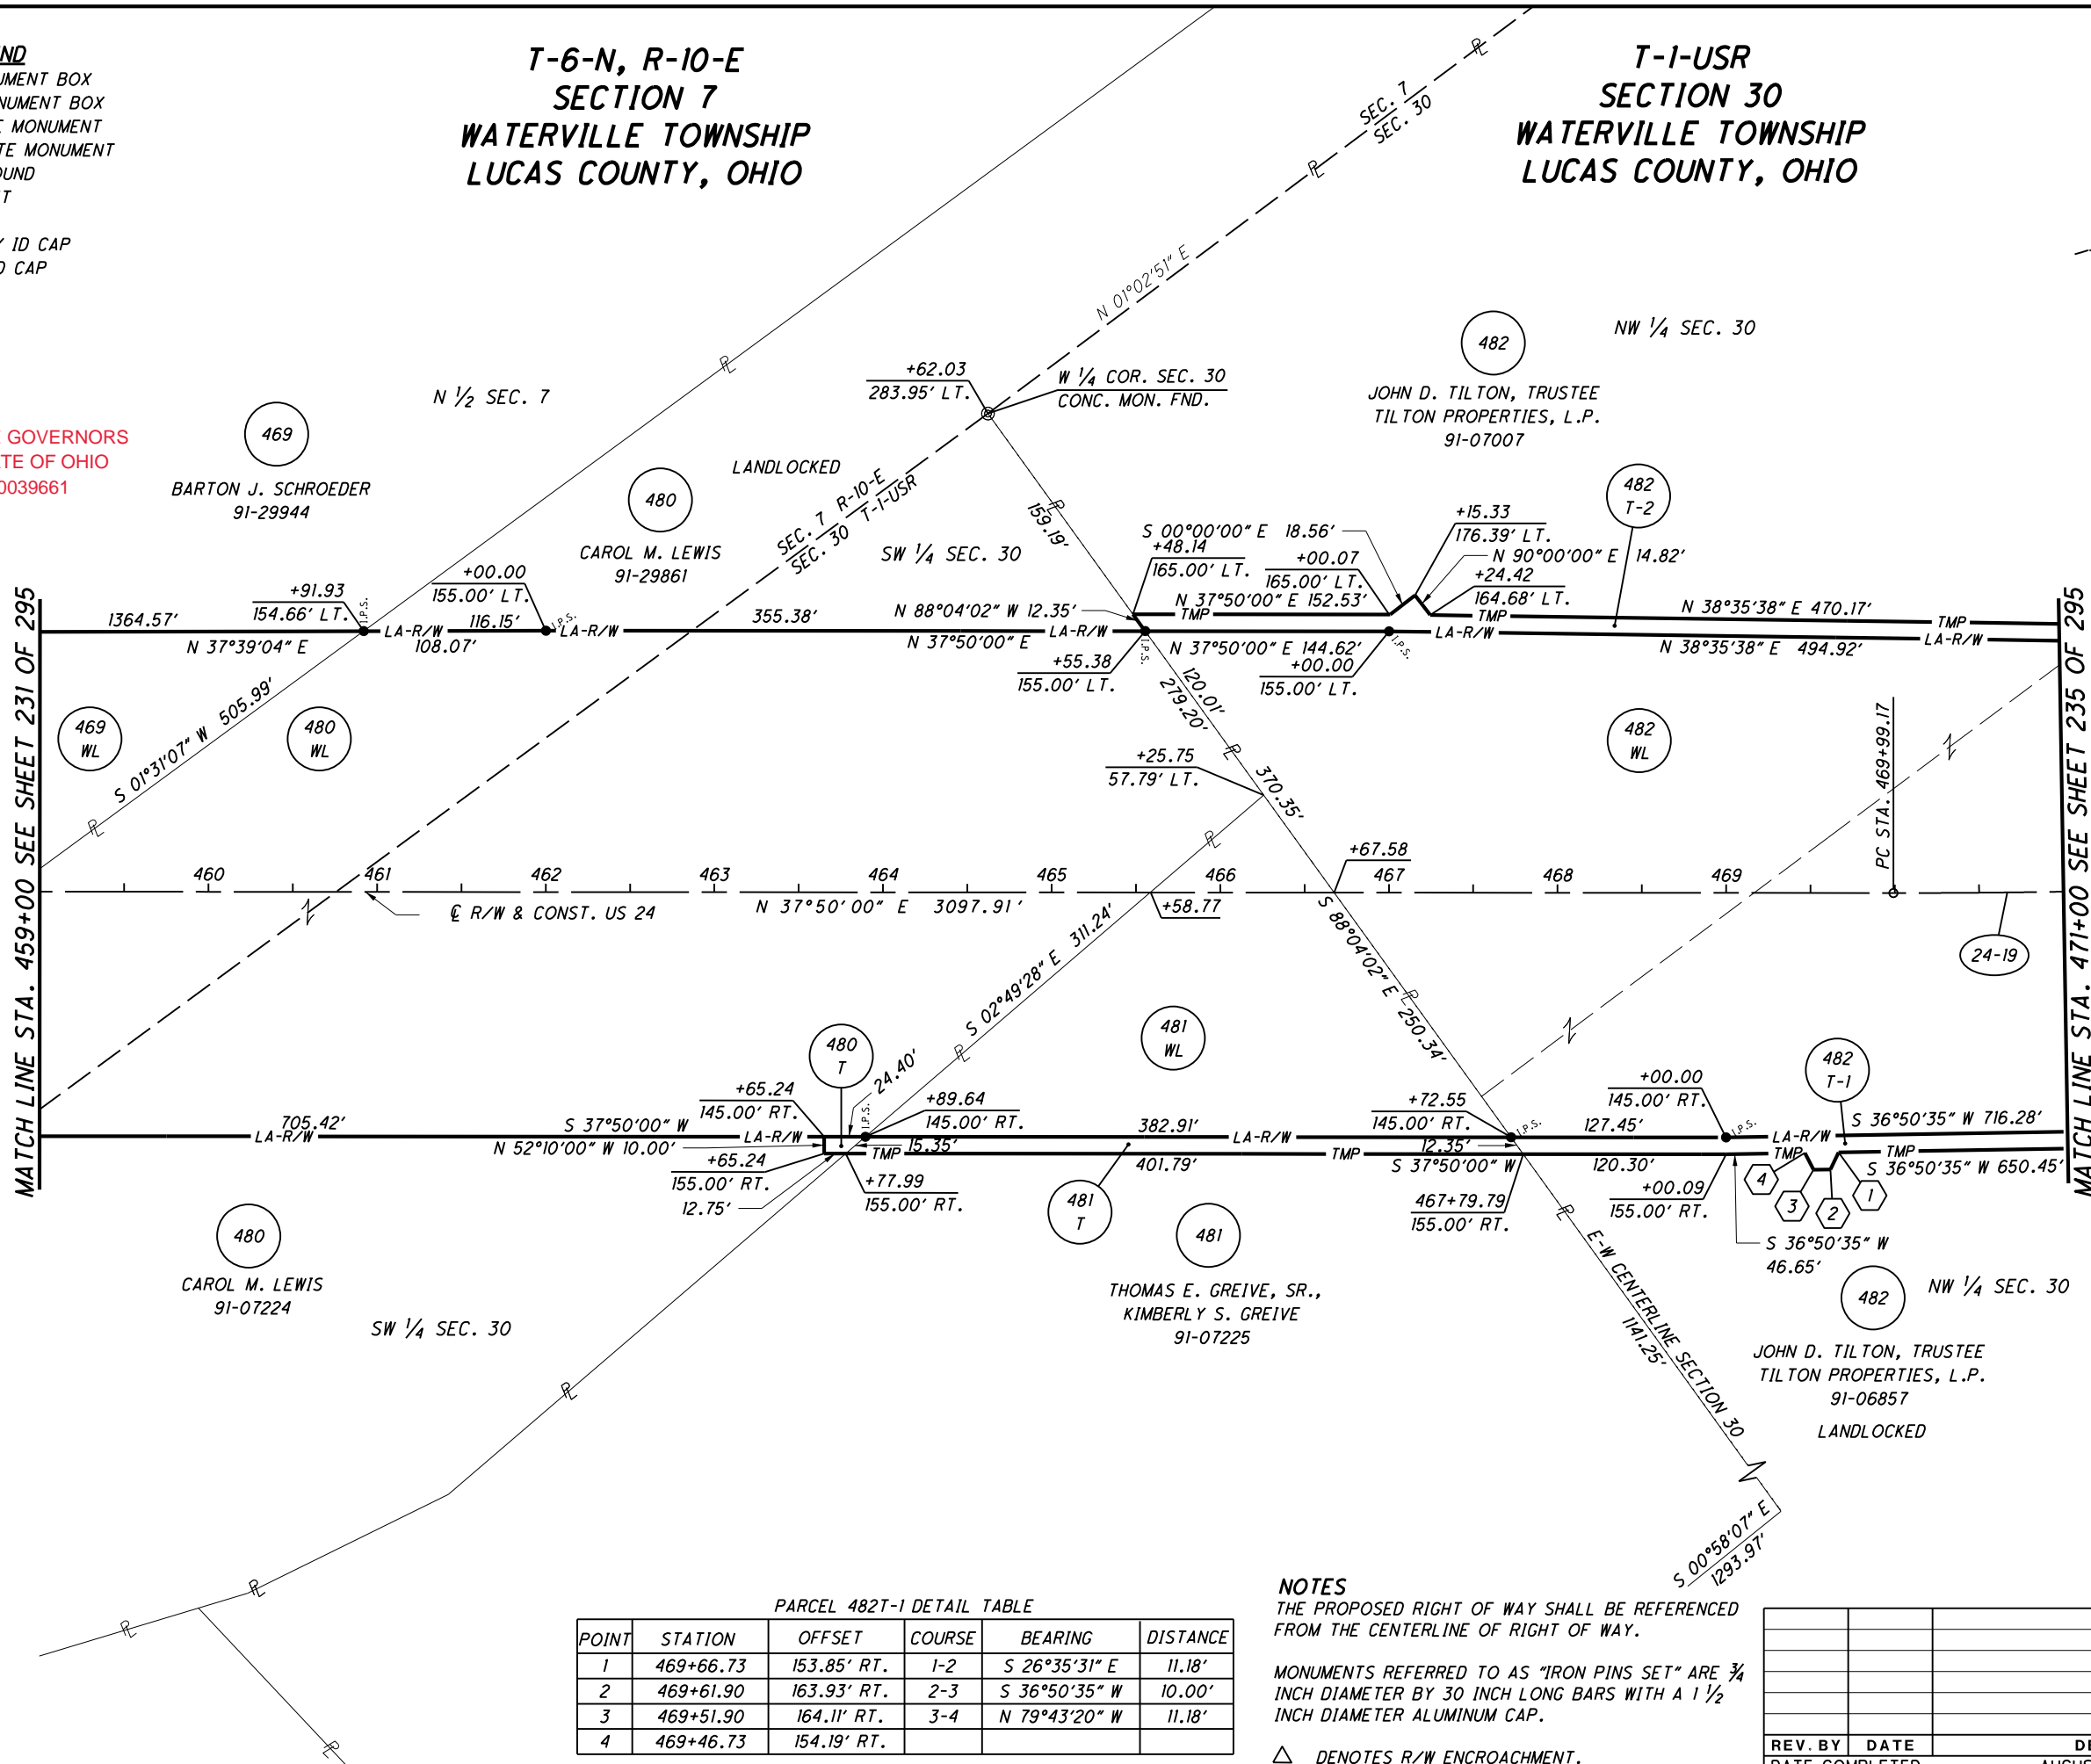 ND
UMENT BOX
NUMENT BOX
E MONUMENT
TE MONUMENT
OUND
ET
Y ID CAP
D CAP
T-6-N, R-10-E
SECTION 7
WATERVILLE TOWNSHIP
LUCAS COUNTY, OHIO
T-1-USR
SECTION 30
WATERVILLE TOWNSHIP
LUCAS COUNTY, OHIO
SEC. 7
SEC. 30
N 01°02'51" E
GOVERNORS
TE OF OHIO
0039661
N 1/2 SEC. 7
469
BARTON J. SCHROEDER
91-29944
LANDLOCKED
480
CAROL M. LEWIS
91-29861
SEC. 7 R-10-E
SEC. 30 T-1-USR
SW 1/4 SEC. 30
+62.03
283.95' LT.
W 1/4 COR. SEC. 30
CONC. MON. FND.
159.19'
482
JOHN D. TILTON, TRUSTEE
TILTON PROPERTIES, L.P.
91-07007
NW 1/4 SEC. 30
482
T-2
S 00°00'00" E 18.56'
+48.14
165.00' LT.
+00.07
165.00' LT.
+15.33
176.39' LT.
N 90°00'00" E 14.82'
+24.42
164.68' LT.
N 88°04'02" W 12.35'
N 37°50'00" E 152.53'
TMP
TMP
N 38°35'38" E 470.17'
TMP
1364.57'
+91.93
154.66' LT.
I.P.S.
+00.00
155.00' LT.
I.P.S.
LA-R/W
116.15'
LA-R/W
355.38'
LA-R/W
I.P.S.
I.P.S.
LA-R/W
LA-R/W
N 37°39'04" E
108.07'
N 37°50'00" E
N 37°50'00" E 144.62'
N 38°35'38" E 494.92'
+55.38
155.00' LT.
+00.00
155.00' LT.
MATCH LINE STA. 459+00 SEE SHEET 231 OF 295
MATCH LINE STA. 471+00 SEE SHEET 235 OF 295
469
WL
S 01°31'07" W 505.99'
480
WL
120.01'
279.20'
370.35'
+25.75
57.79' LT.
482
WL
PC STA. 469+99.17
+67.58
460 461 462 463 464 465 466 467 468 469
℄ R/W & CONST. US 24
N 37°50'00" E 3097.91'
+58.77
24-19
S 02°49'28" E 311.24'
S 88°04'02" E 250.34'
481
WL
480
T
24.40'
+65.24
145.00' RT.
I.P.S.
+89.64
145.00' RT.
+72.55
145.00' RT.
I.P.S.
+00.00
145.00' RT.
I.P.S.
482
T-1
705.42'
LA-R/W
S 37°50'00" W
LA-R/W
382.91'
LA-R/W
127.45'
LA-R/W
S 36°50'35" W 716.28'
N 52°10'00" W 10.00'
15.35'
TMP
401.79'
TMP
12.35'
S 37°50'00" W
120.30'
TMP
TMP
S 36°50'35" W 650.45'
+65.24
155.00' RT.
12.75'
+77.99
155.00' RT.
467+79.79
155.00' RT.
+00.09
155.00' RT.
4
3
2
1
S 36°50'35" W
46.65'
481
T
481
THOMAS E. GREIVE, SR.,
KIMBERLY S. GREIVE
91-07225
480
CAROL M. LEWIS
91-07224
SW 1/4 SEC. 30
E-W CENTERLINE SECTION 30
1141.25'
482
NW 1/4 SEC. 30
JOHN D. TILTON, TRUSTEE
TILTON PROPERTIES, L.P.
91-06857
LANDLOCKED
S 00°58'07" E
1293.97'
PARCEL 482T-1 DETAIL TABLE
POINT STATION OFFSET COURSE BEARING DISTANCE
1 469+66.73 153.85' RT. 1-2 S 26°35'31" E 11.18'
2 469+61.90 163.93' RT. 2-3 S 36°50'35" W 10.00'
3 469+51.90 164.11' RT. 3-4 N 79°43'20" W 11.18'
4 469+46.73 154.19' RT.
NOTES
THE PROPOSED RIGHT OF WAY SHALL BE REFERENCED
FROM THE CENTERLINE OF RIGHT OF WAY.
MONUMENTS REFERRED TO AS "IRON PINS SET" ARE 3/4
INCH DIAMETER BY 30 INCH LONG BARS WITH A 1 1/2
INCH DIAMETER ALUMINUM CAP.
△ DENOTES R/W ENCROACHMENT.
REV. BY DATE DE